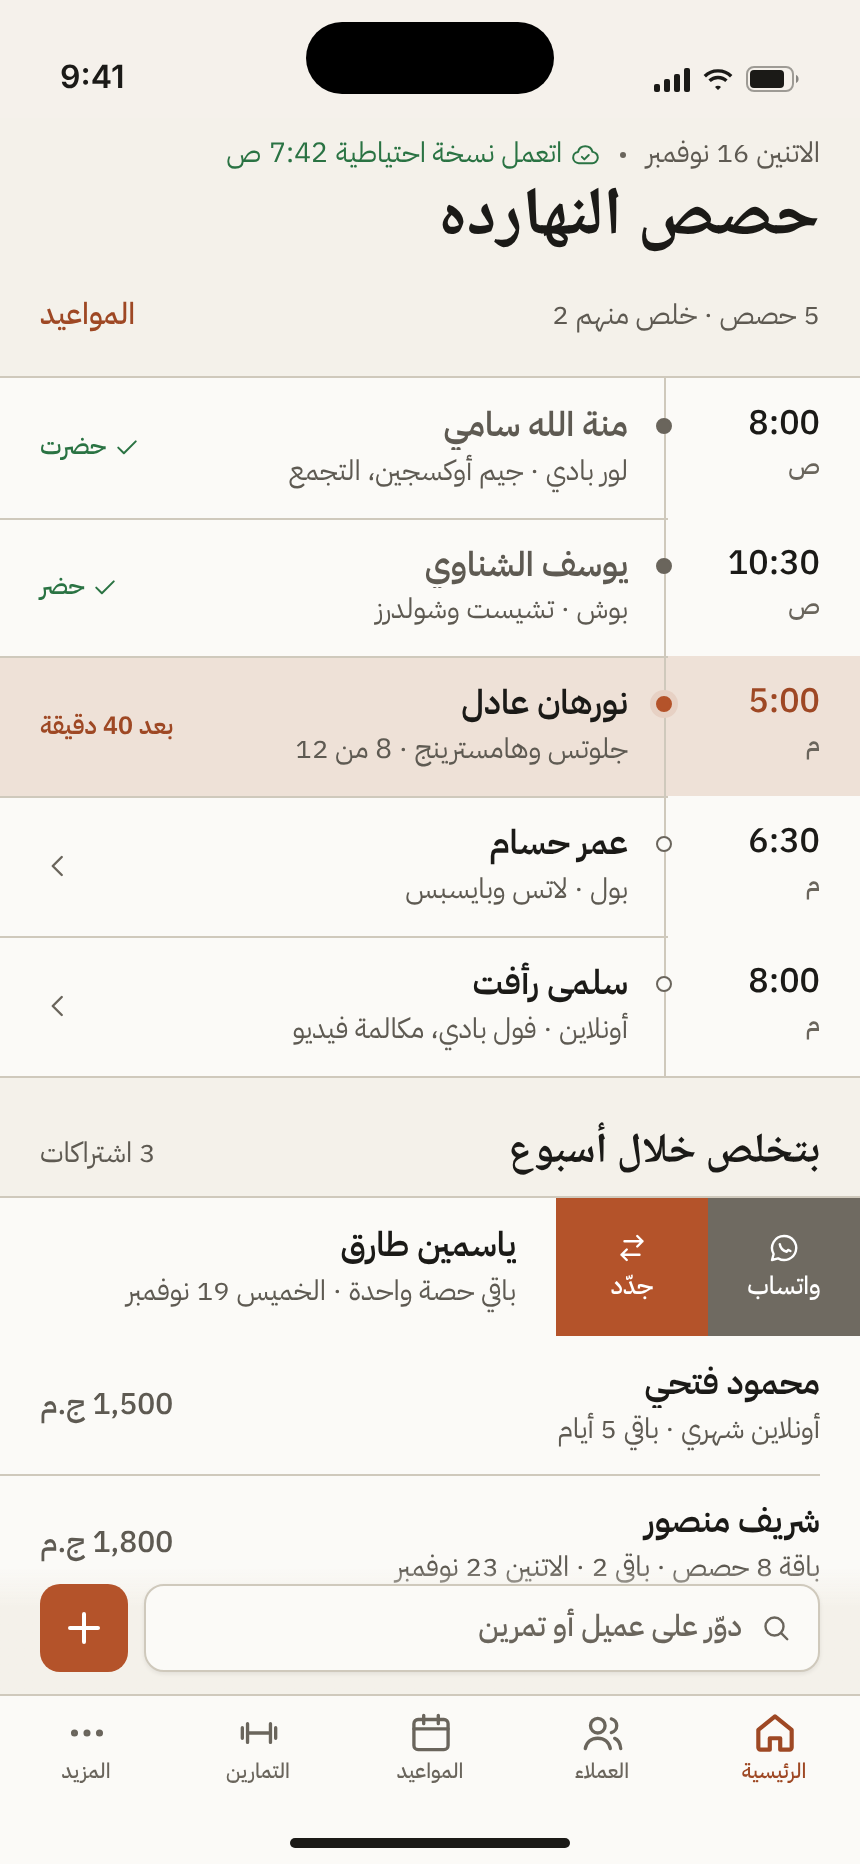 9:41
الاتنين 16 نوفمبر • اتعمل نسخة احتياطية 7:42 ص
حصص النهارده
5 حصص · خلص منهم 2
المواعيد
8:00 ص
منة الله سامي
لور بادي · جيم أوكسجين، التجمع
حضرت
10:30 ص
يوسف الشناوي
بوش · تشيست وشولدرز
حضر
5:00 م
نورهان عادل
جلوتس وهامسترينج · 8 من 12
بعد 40 دقيقة
6:30 م
عمر حسام
بول · لاتس وبايسبس
8:00 م
سلمى رأفت
أونلاين · فول بادي، مكالمة فيديو
بتخلص خلال أسبوع
3 اشتراكات
واتساب
جدّد
ياسمين طارق
باقي حصة واحدة · الخميس 19 نوفمبر
محمود فتحي
أونلاين شهري · باقي 5 أيام
1,500 ج.م
شريف منصور
باقة 8 حصص · باقي 2 · الاتنين 23 نوفمبر
1,800 ج.م
دوّر على عميل أو تمرين
الرئيسية
العملاء
المواعيد
التمارين
المزيد